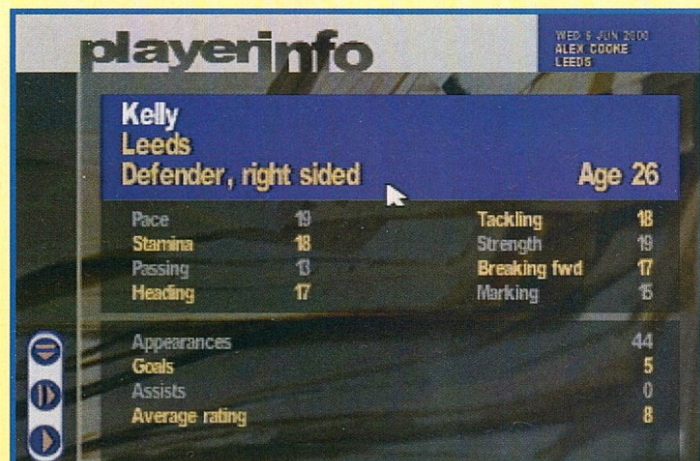 playerinfo
WED 6 JUN 2000
ALEX COOKE
LEEDS
Kelly
Leeds
Defender, right sided Age 26
Pace 19 Tackling 18
Stamina 18 Strength 19
Passing 13 Breaking fwd 17
Heading 17 Marking 15
Appearances 44
Goals 5
Assists 0
Average rating 8